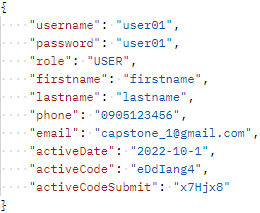 {
"username": "user01",
"password": "user01",
"role": "USER",
"firstname": "firstname",
"lastname": "lastname",
"phone": "0905123456",
"email": "capstone_1@gmail.com",
"activeDate": "2022-10-1",
"activeCode": "eDdIang4",
"activeCodeSubmit": "x7Hjx8"
}